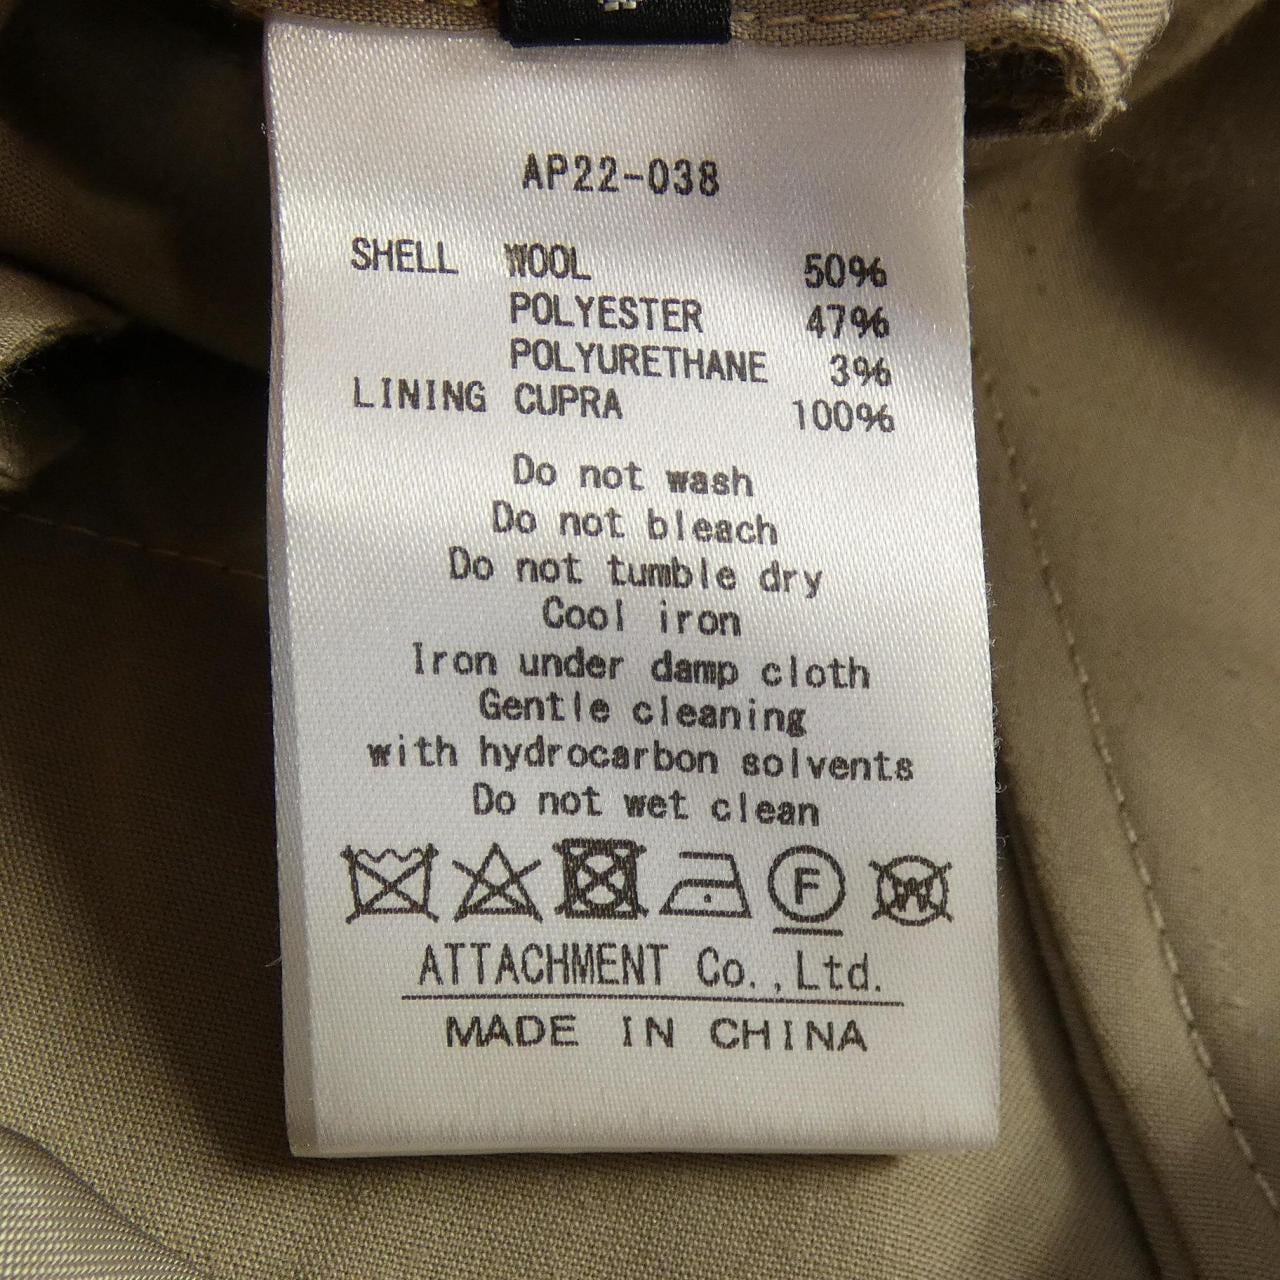 AP22-038
SHELL WOOL 50%
POLYESTER 47%
POLYURETHANE 3%
LINING CUPRA 100%
Do not wash
Do not bleach
Do not tumble dry
Cool iron
Iron under damp cloth
Gentle cleaning
with hydrocarbon solvents
Do not wet clean
F W
ATTACHMENT Co.,Ltd.
MADE IN CHINA